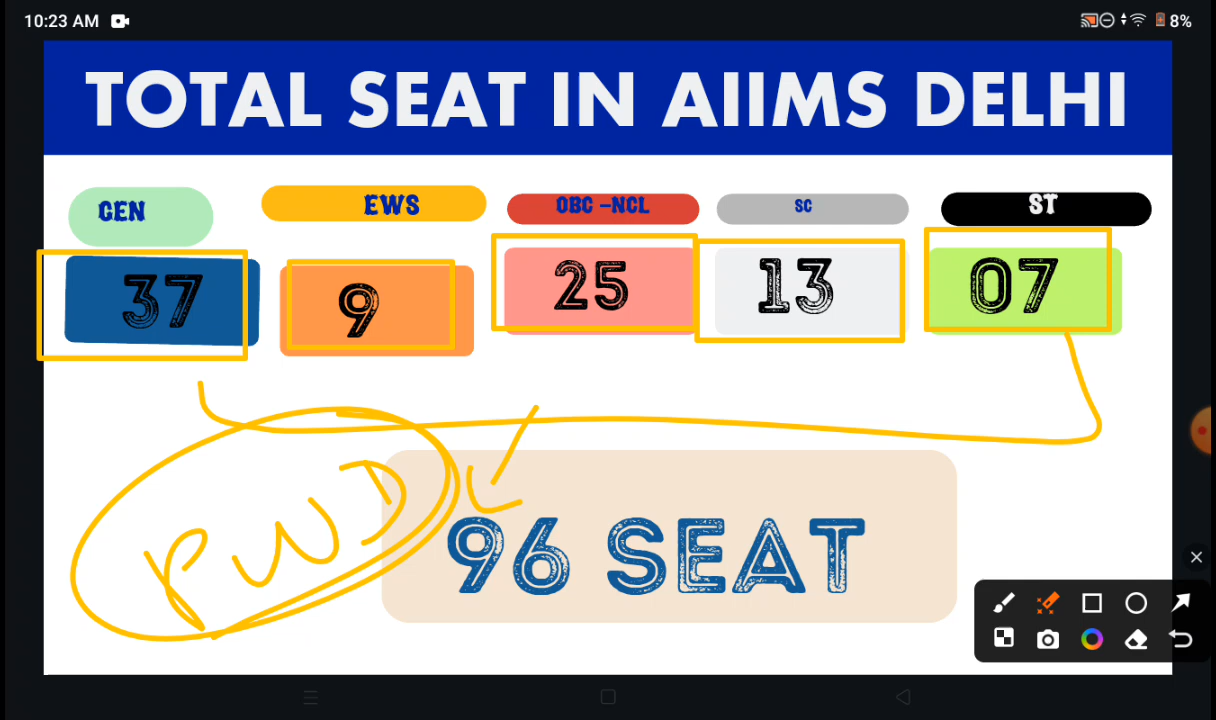 10:23 AM
8%
TOTAL SEAT IN AIIMS DELHI
GEN EWS OBC -NCL SC ST
37 9 25 13 07
PWD
96 SEAT